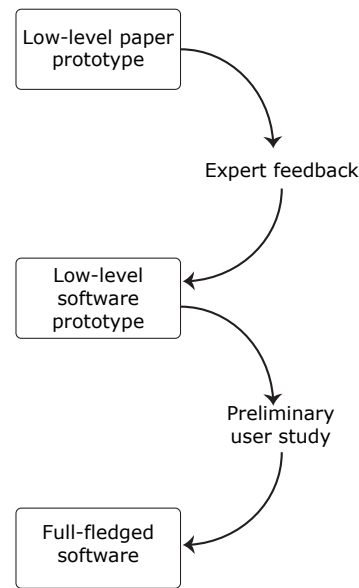 Low-level paper
prototype
Expert feedback
Low-level
software
prototype
Preliminary
user study
Full-fledged
software